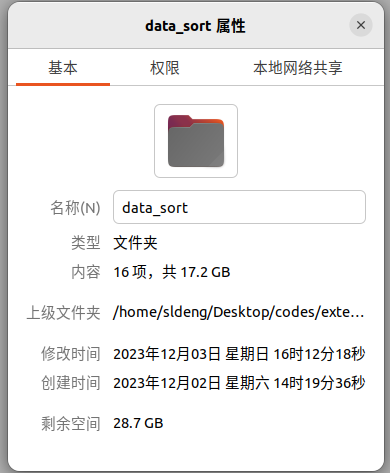 data_sort 属性
基本 权限 本地网络共享
名称(N) data_sort
类型 文件夹
内容 16 项，共 17.2 GB
上级文件夹 /home/sldeng/Desktop/codes/exte…
修改时间 2023年12月03日 星期日 16时12分18秒
创建时间 2023年12月02日 星期六 14时19分36秒
剩余空间 28.7 GB